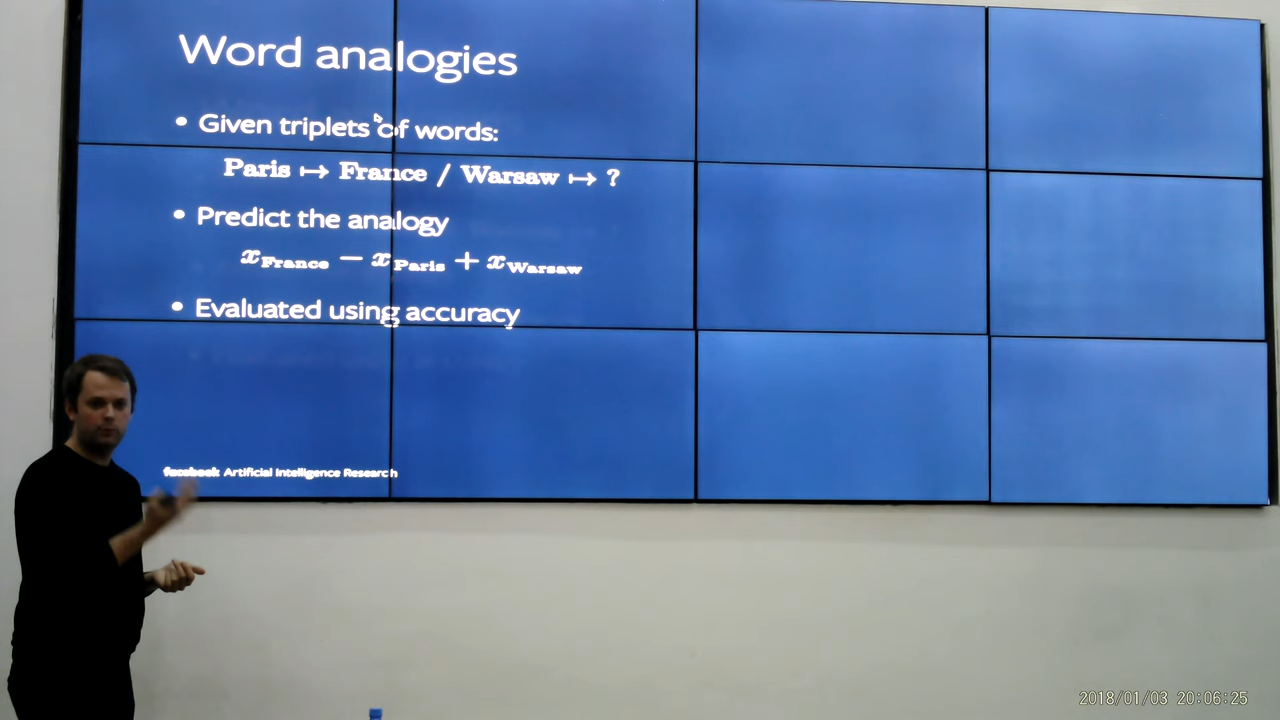 Word analogies
• Given triplets of words:
Paris ↦ France / Warsaw ↦ ?
• Predict the analogy
x_France − x_Paris + x_Warsaw
• Evaluated using accuracy
facebook Artificial Intelligence Research
2018/01/03 20:06:25